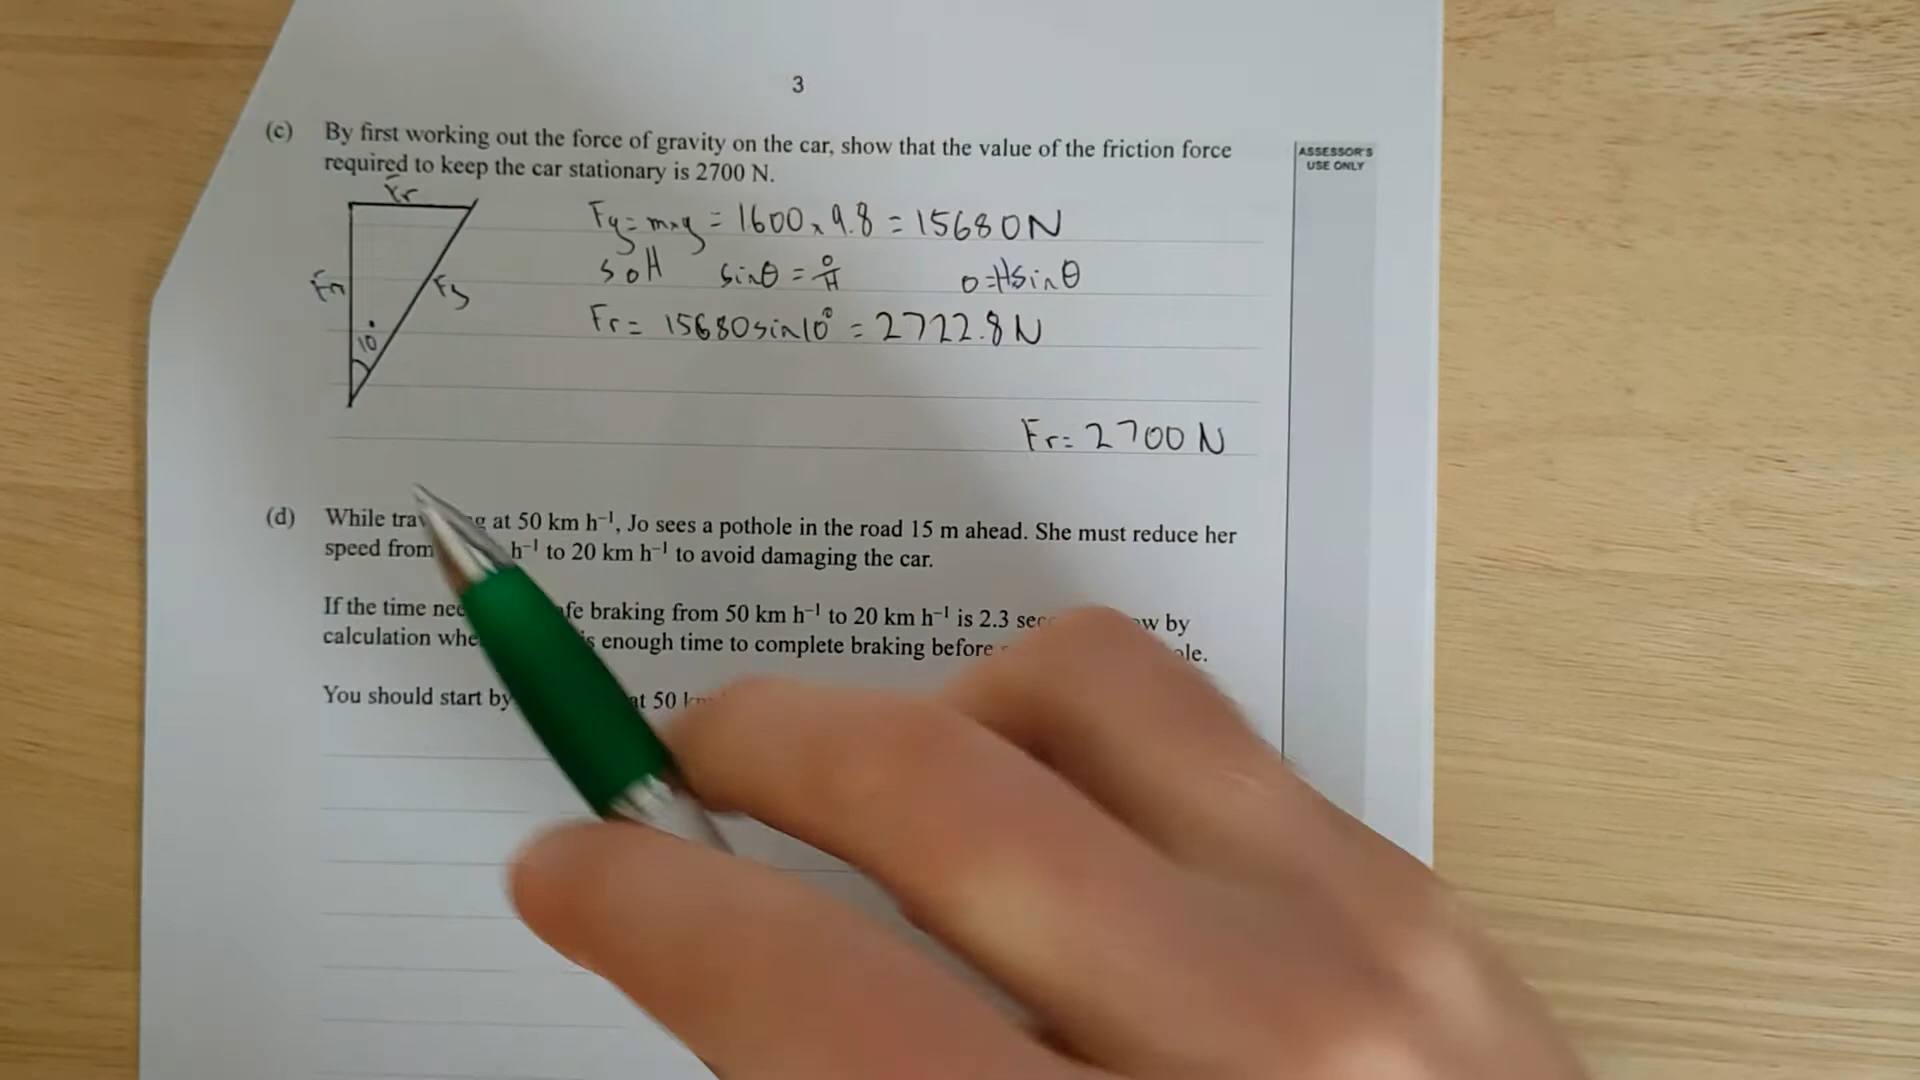 3
(c) By first working out the force of gravity on the car, show that the value of the friction force
required to keep the car stationary is 2700 N.
ASSESSOR'S
USE ONLY
Fr
Fn
Fg
10°
Fg = m×g = 1600 × 9.8 = 15680N
SOH sinθ = O/H O=Hsinθ
Fr = 15680sin10° = 2722.8 N
Fr = 2700 N
(d) While at 50 km h⁻¹, Jo sees a pothole in the road 15 m ahead. She must reduce her
speed from h⁻¹ to 20 km h⁻¹ to avoid damaging the car.
If the time braking from 50 km h⁻¹ to 20 km h⁻¹ is 2.3 by
calculation enough time to complete braking before
You should start by at 50